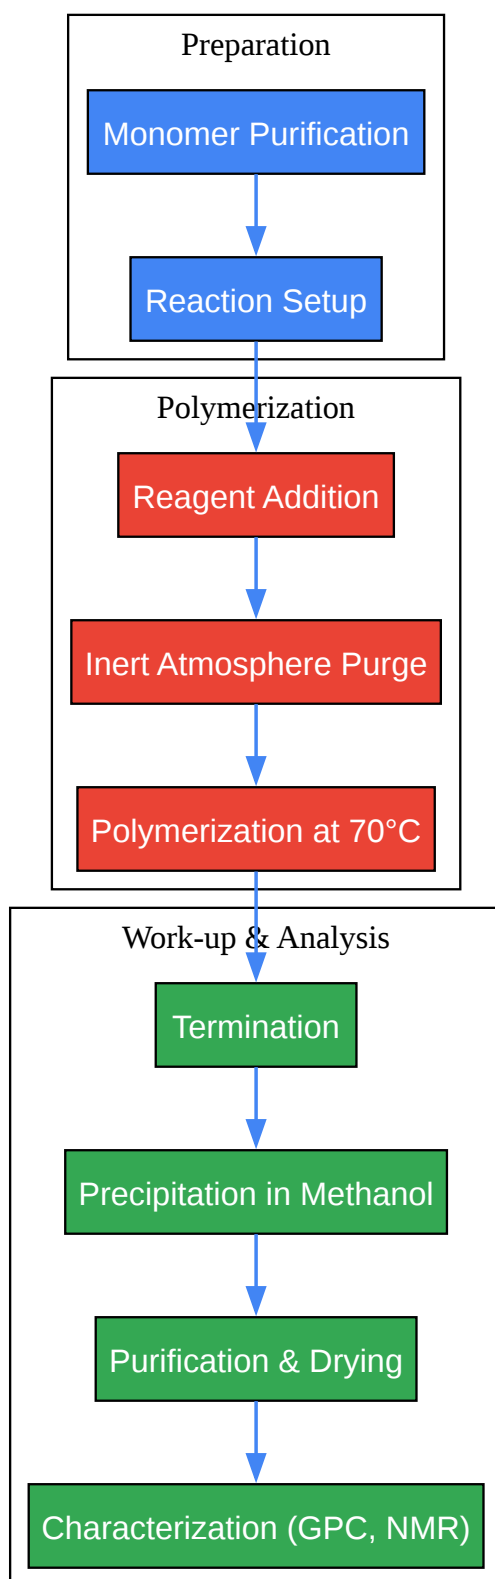 Preparation
Monomer Purification
Reaction Setup
Polymerization
Reagent Addition
Inert Atmosphere Purge
Polymerization at 70°C
Work-up & Analysis
Termination
Precipitation in Methanol
Purification & Drying
Characterization (GPC, NMR)